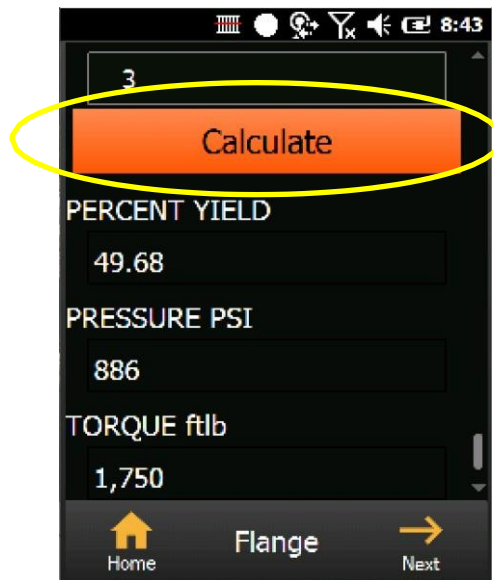 8:43
3
Calculate
PERCENT YIELD
49.68
PRESSURE PSI
886
TORQUE ftlb
1,750
Home Flange Next